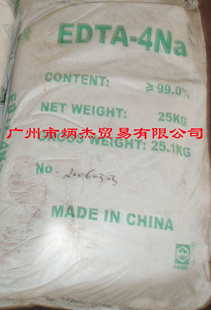 EDTA-4Na
CONTENT: ≥99.0%
NET WEIGHT: 25KG
广州市炳杰贸易有限公司
GROSS WEIGHT: 25.1KG
No.
MADE IN CHINA